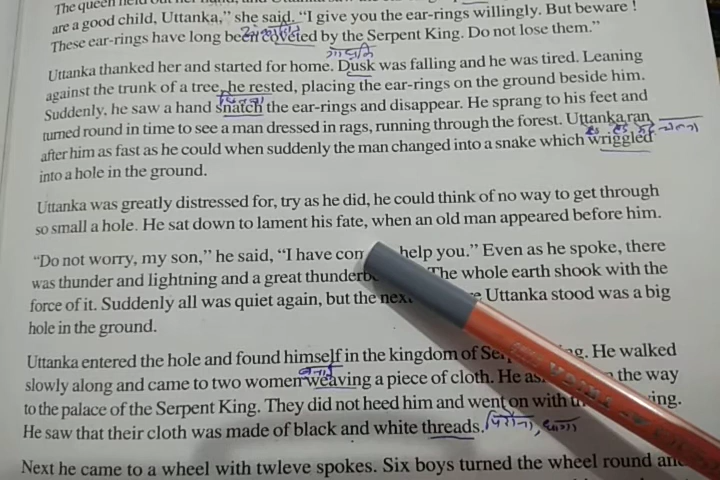 The queen held out her hand, and Uttanka
are a good child, Uttanka," she said, "I give you the ear-rings willingly. But beware !
These ear-rings have long been coveted by the Serpent King. Do not lose them."
Uttanka thanked her and started for home. Dusk was falling and he was tired. Leaning
against the trunk of a tree, he rested, placing the ear-rings on the ground beside him.
Suddenly, he saw a hand snatch the ear-rings and disappear. He sprang to his feet and
turned round in time to see a man dressed in rags, running through the forest. Uttanka ran
after him as fast as he could when suddenly the man changed into a snake which wriggled
into a hole in the ground.
Uttanka was greatly distressed for, try as he did, he could think of no way to get through
so small a hole. He sat down to lament his fate, when an old man appeared before him.
"Do not worry, my son," he said, "I have help you." Even as he spoke, there
was thunder and lightning and a great The whole earth shook with the
force of it. Suddenly all was quiet again, but the Uttanka stood was a big
hole in the ground.
Uttanka entered the hole and found himself in the kingdom of He walked
slowly along and came to two women weaving a piece of cloth. He the way
to the palace of the Serpent King. They did not heed him and went on with
He saw that their cloth was made of black and white threads. पिरोना, धागा
Next he came to a wheel with twleve spokes. Six boys turned the wheel round and